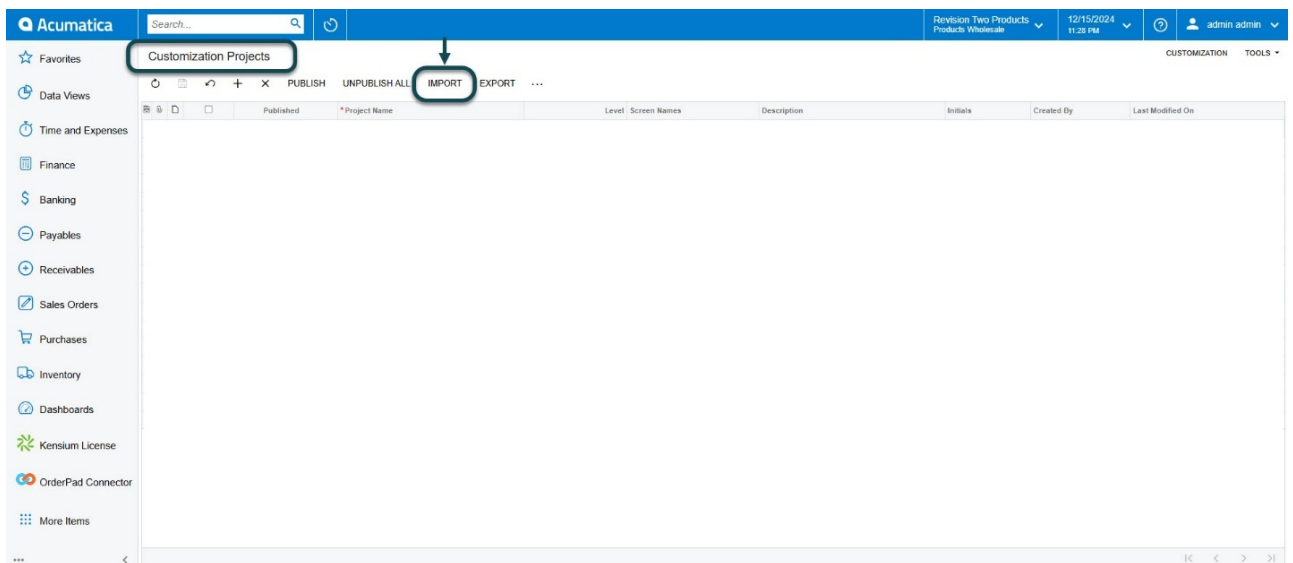 Acumatica
Search...
Revision Two Products
Products Wholesale
12/15/2024
11:28 PM
admin admin
Favorites
Data Views
Time and Expenses
Finance
Banking
Payables
Receivables
Sales Orders
Purchases
Inventory
Dashboards
Kensium License
OrderPad Connector
More Items
Customization Projects
CUSTOMIZATION TOOLS
PUBLISH UNPUBLISH ALL IMPORT EXPORT ...
Published *Project Name Level Screen Names Description Initials Created By Last Modified On